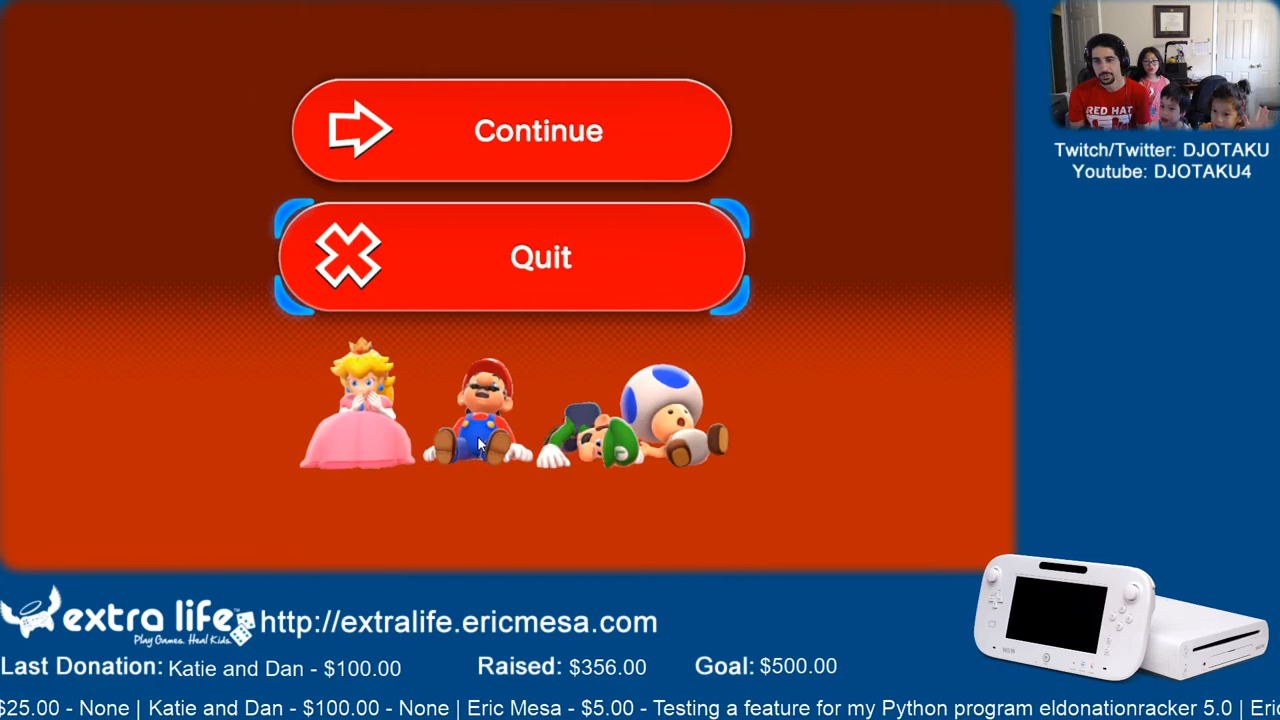 Continue
Quit
RED HAT
Twitch/Twitter: DJOTAKU
Youtube: DJOTAKU4
extra life
Play Games. Heal Kids.
http://extralife.ericmesa.com
Last Donation: Katie and Dan - $100.00
Raised: $356.00
Goal: $500.00
$25.00 - None | Katie and Dan - $100.00 - None | Eric Mesa - $5.00 - Testing a feature for my Python program eldonationracker 5.0 | Eric